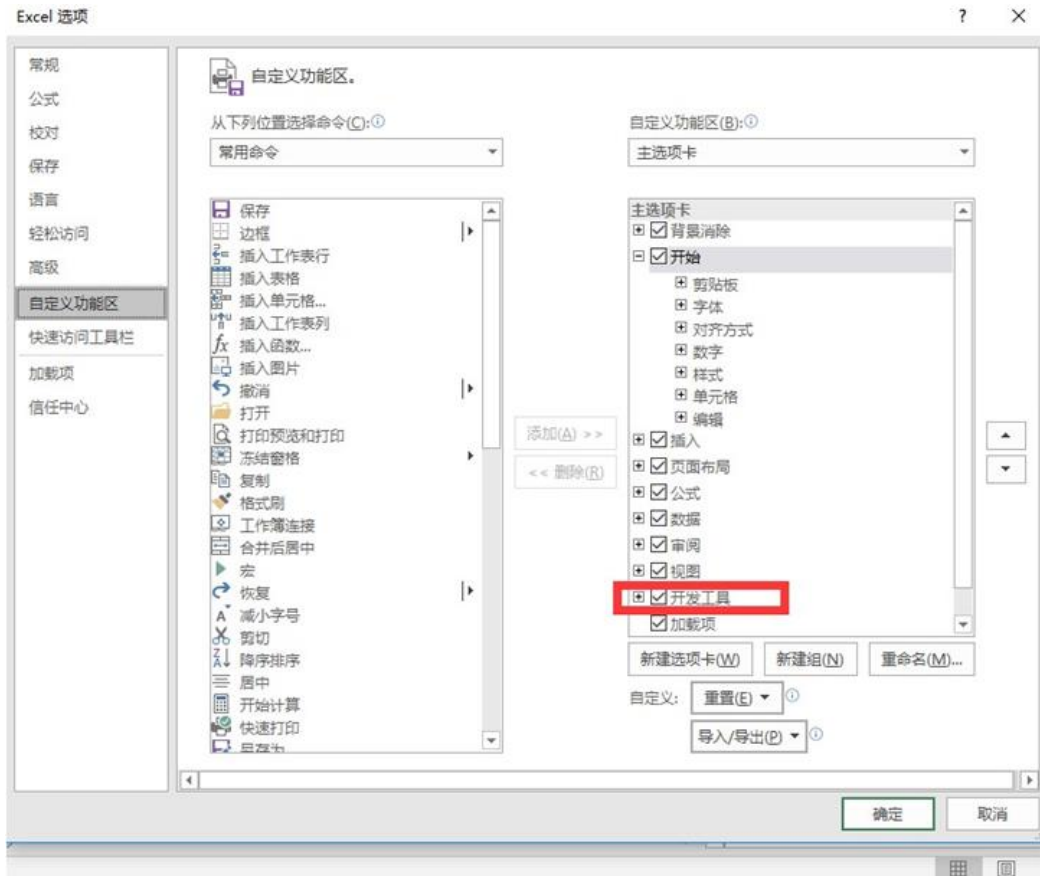 Excel 选项
?
常规
公式
校对
保存
语言
轻松访问
高级
自定义功能区
快速访问工具栏
加载项
信任中心
自定义功能区。
从下列位置选择命令(C):
常用命令
保存
边框
插入工作表行
插入表格
插入单元格...
插入工作表列
fx 插入函数...
插入图片
撤消
打开
打印预览和打印
冻结窗格
复制
格式刷
工作簿连接
合并后居中
宏
恢复
减小字号
剪切
降序排序
居中
开始计算
快速打印
另存为
添加(A) >>
<< 删除(R)
自定义功能区(B):
主选项卡
主选项卡
背景消除
开始
剪贴板
字体
对齐方式
数字
样式
单元格
编辑
插入
页面布局
公式
数据
审阅
视图
开发工具
加载项
新建选项卡(W)
新建组(N)
重命名(M)...
自定义:
重置(E)
导入/导出(P)
确定
取消